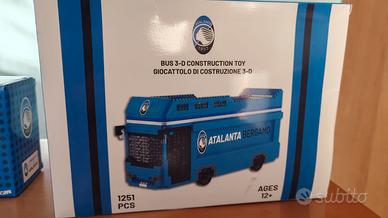 BUS 3-D CONSTRUCTION TOY
GIOCATTOLO DI COSTRUZIONE 3-D
ATALANTA BERGAMO
1251
PCS
AGES
12+
subito